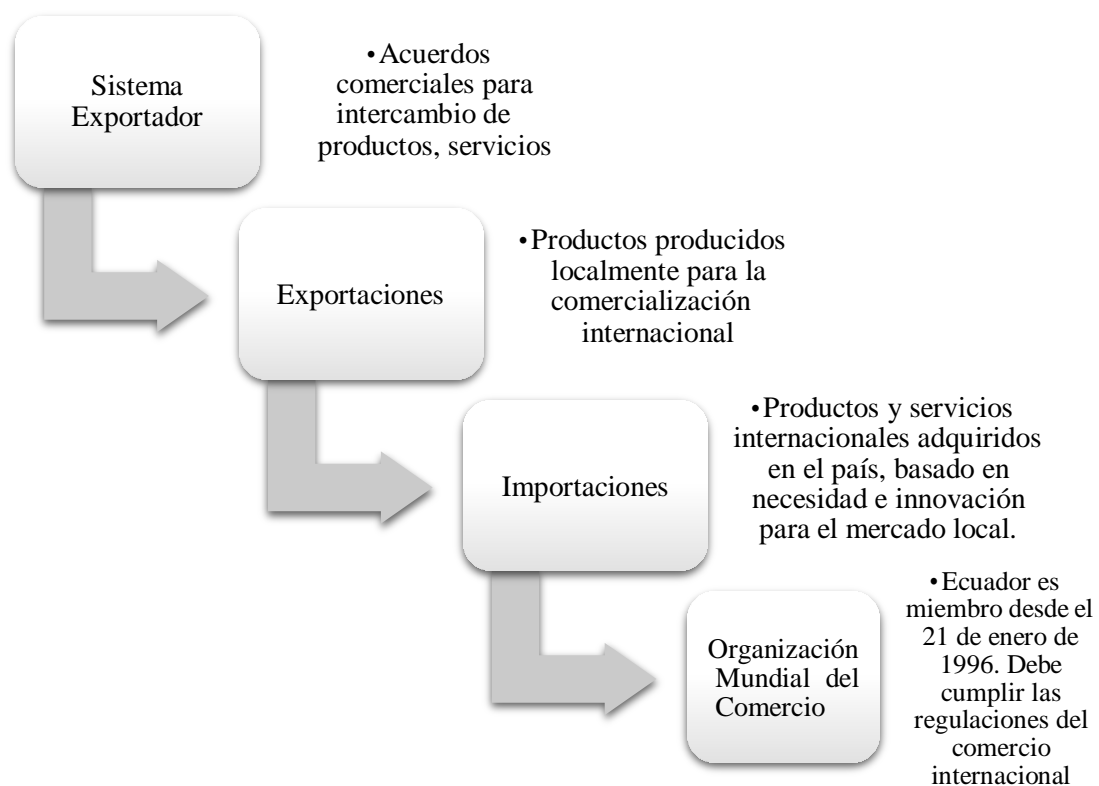 Sistema
Exportador
•Acuerdos
comerciales para
intercambio de
productos, servicios
Exportaciones
•Productos producidos
localmente para la
comercialización
internacional
Importaciones
•Productos y servicios
internacionales adquiridos
en el país, basado en
necesidad e innovación
para el mercado local.
Organización
Mundial del
Comercio
•Ecuador es
miembro desde el
21 de enero de
1996. Debe
cumplir las
regulaciones del
comercio
internacional